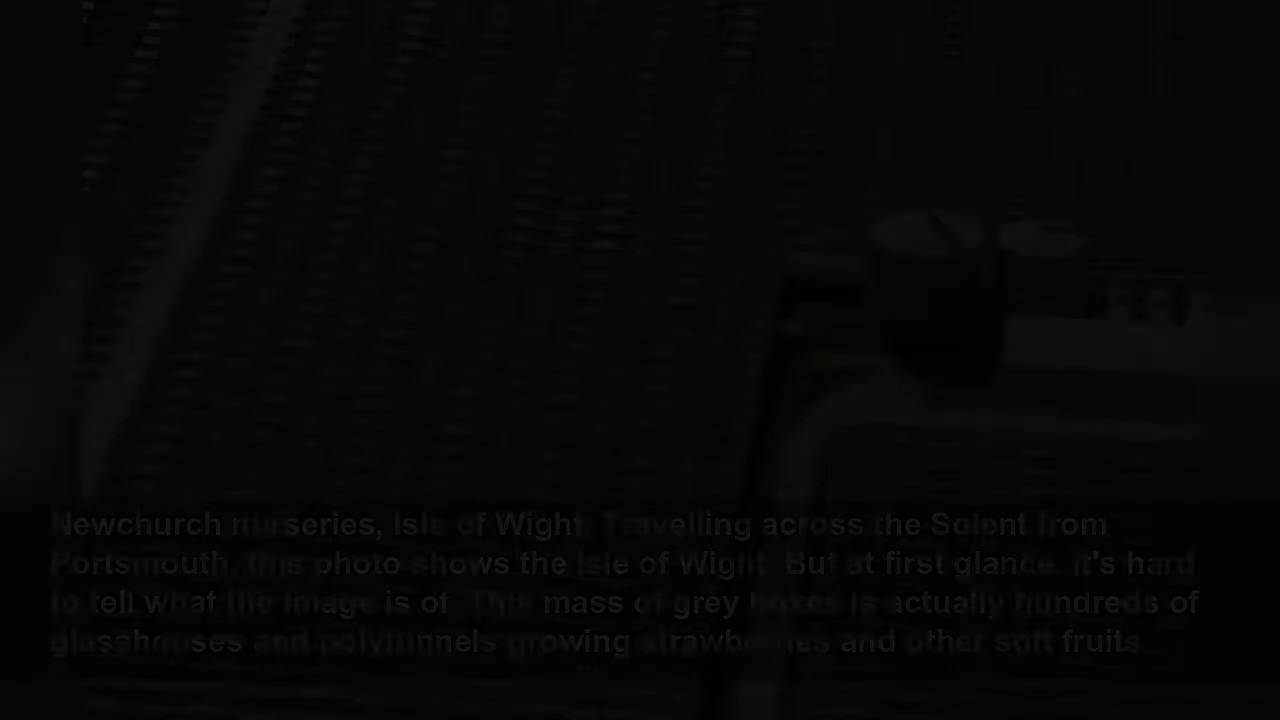 Newchurch nurseries, Isle of Wight. Travelling across the Solent from
Portsmouth, this photo shows the Isle of Wight. But at first glance, it's hard
to tell what the image is of. This mass of grey boxes is actually hundreds of
glasshouses and polytunnels growing strawberries and other soft fruits.